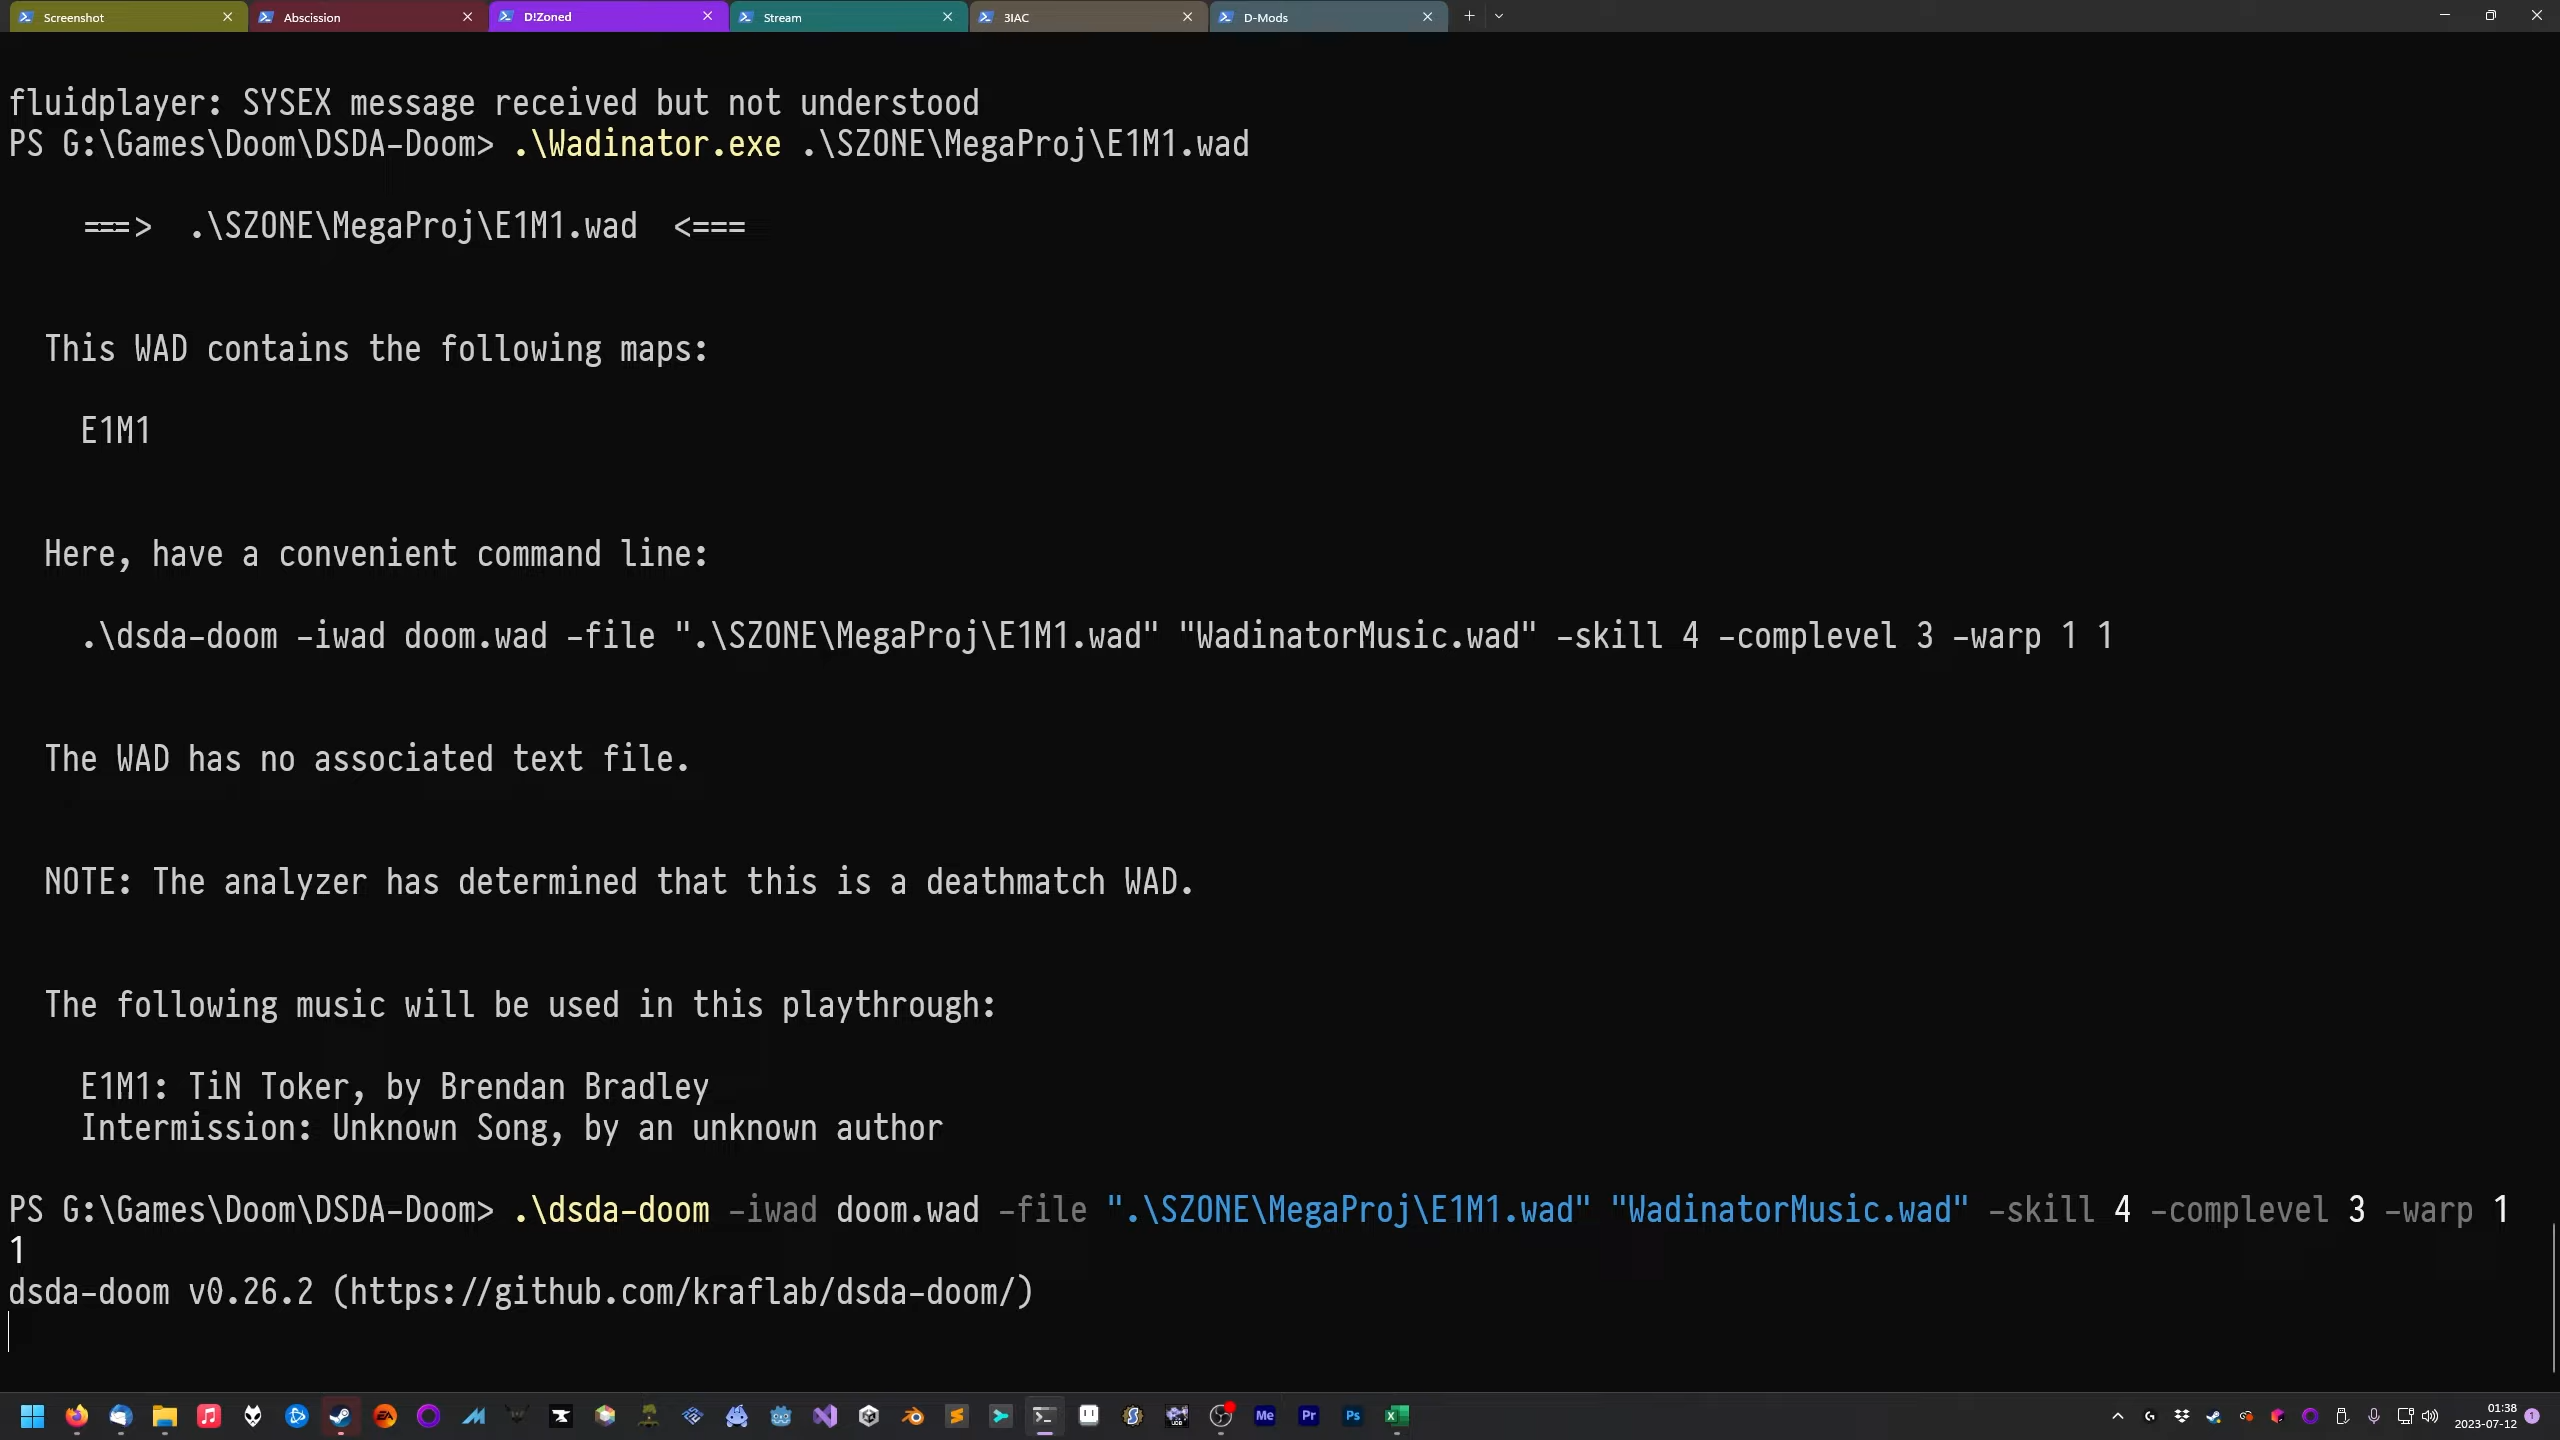 Screenshot
Abscission
D!Zoned
Stream
3IAC
D-Mods
fluidplayer: SYSEX message received but not understood
PS G:\Games\Doom\DSDA-Doom> .\Wadinator.exe .\SZONE\MegaProj\E1M1.wad
===> .\SZONE\MegaProj\E1M1.wad <===
This WAD contains the following maps:
E1M1
Here, have a convenient command line:
.\dsda-doom -iwad doom.wad -file ".\SZONE\MegaProj\E1M1.wad" "WadinatorMusic.wad" -skill 4 -complevel 3 -warp 1 1
The WAD has no associated text file.
NOTE: The analyzer has determined that this is a deathmatch WAD.
The following music will be used in this playthrough:
E1M1: TiN Toker, by Brendan Bradley
Intermission: Unknown Song, by an unknown author
PS G:\Games\Doom\DSDA-Doom> .\dsda-doom -iwad doom.wad -file ".\SZONE\MegaProj\E1M1.wad" "WadinatorMusic.wad" -skill 4 -complevel 3 -warp 1
1
dsda-doom v0.26.2 (https://github.com/kraflab/dsda-doom/)
EA
Me
Pr
Ps
01:38
2023-07-12
1